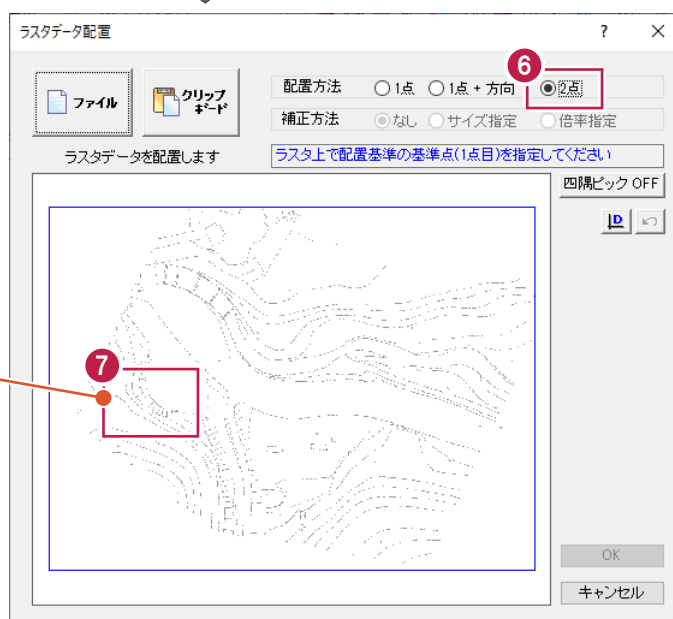 ラスタデータ配置
? ×
6
ファイル
クリップ
ボード
配置方法 1点 1点 + 方向 2点
補正方法 なし サイズ指定 倍率指定
ラスタデータを配置します
ラスタ上で配置基準の基準点(1点目)を指定してください
四隅ピック OFF
D
7
OK
キャンセル